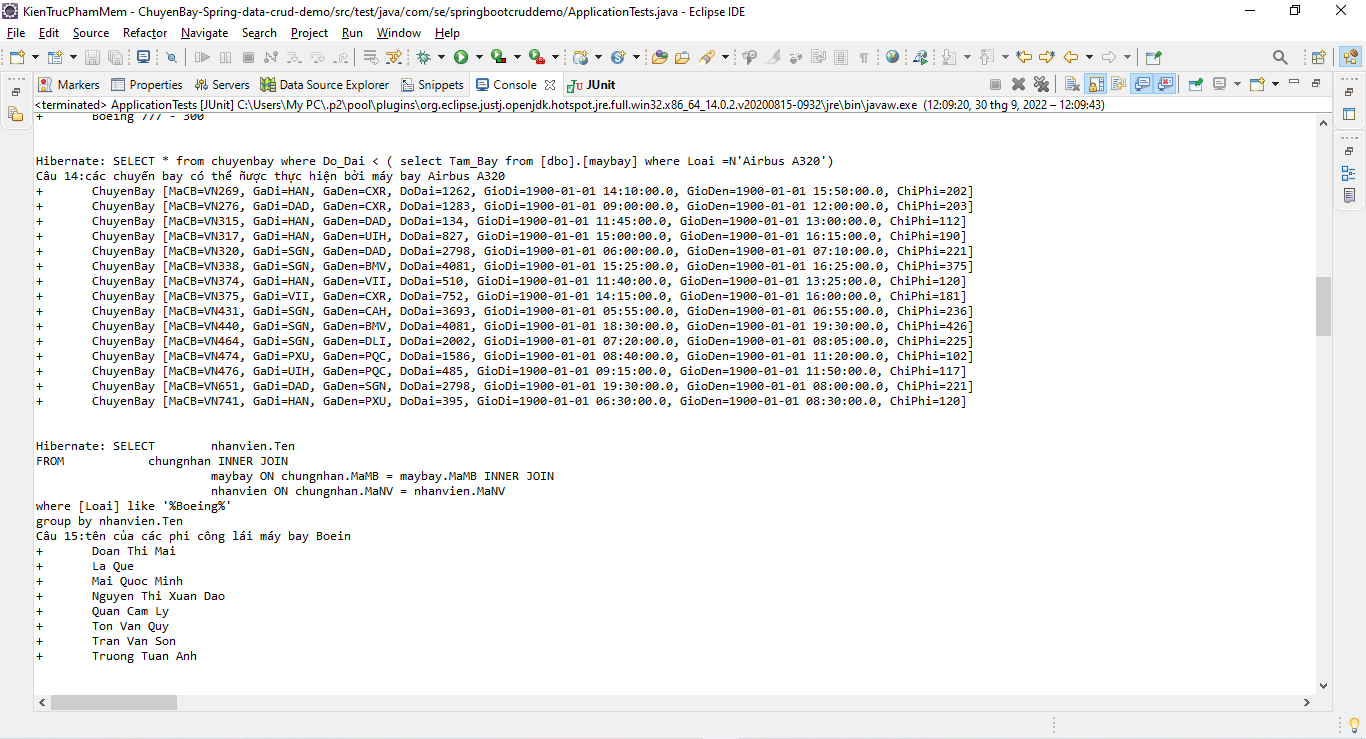 KienTrucPhamMem - ChuyenBay-Spring-data-crud-demo/src/test/java/com/se/springbootcruddemo/ApplicationTests.java - Eclipse IDE
File Edit Source Refactor Navigate Search Project Run Window Help
Markers Properties Servers Data Source Explorer Snippets Console JUnit
<terminated> ApplicationTests [JUnit] C:\Users\My PC\.p2\pool\plugins\org.eclipse.justj.openjdk.hotspot.jre.full.win32.x86_64_14.0.2.v20200815-0932\jre\bin\javaw.exe (12:09:20, 30 thg 9, 2022 – 12:09:43)
+ Boeing 777 - 300
Hibernate: SELECT * from chuyenbay where Do_Dai < ( select Tam_Bay from [dbo].[maybay] where Loai =N'Airbus A320')
Câu 14:các chuyến bay có thể ñược thực hiện bởi máy bay Airbus A320
+ ChuyenBay [MaCB=VN269, GaDi=HAN, GaDen=CXR, DoDai=1262, GioDi=1900-01-01 14:10:00.0, GioDen=1900-01-01 15:50:00.0, ChiPhi=202]
+ ChuyenBay [MaCB=VN276, GaDi=DAD, GaDen=CXR, DoDai=1283, GioDi=1900-01-01 09:00:00.0, GioDen=1900-01-01 12:00:00.0, ChiPhi=203]
+ ChuyenBay [MaCB=VN315, GaDi=HAN, GaDen=DAD, DoDai=134, GioDi=1900-01-01 11:45:00.0, GioDen=1900-01-01 13:00:00.0, ChiPhi=112]
+ ChuyenBay [MaCB=VN317, GaDi=HAN, GaDen=UIH, DoDai=827, GioDi=1900-01-01 15:00:00.0, GioDen=1900-01-01 16:15:00.0, ChiPhi=190]
+ ChuyenBay [MaCB=VN320, GaDi=SGN, GaDen=DAD, DoDai=2798, GioDi=1900-01-01 06:00:00.0, GioDen=1900-01-01 07:10:00.0, ChiPhi=221]
+ ChuyenBay [MaCB=VN338, GaDi=SGN, GaDen=BMV, DoDai=4081, GioDi=1900-01-01 15:25:00.0, GioDen=1900-01-01 16:25:00.0, ChiPhi=375]
+ ChuyenBay [MaCB=VN374, GaDi=HAN, GaDen=VII, DoDai=510, GioDi=1900-01-01 11:40:00.0, GioDen=1900-01-01 13:25:00.0, ChiPhi=120]
+ ChuyenBay [MaCB=VN375, GaDi=VII, GaDen=CXR, DoDai=752, GioDi=1900-01-01 14:15:00.0, GioDen=1900-01-01 16:00:00.0, ChiPhi=181]
+ ChuyenBay [MaCB=VN431, GaDi=SGN, GaDen=CAH, DoDai=3693, GioDi=1900-01-01 05:55:00.0, GioDen=1900-01-01 06:55:00.0, ChiPhi=236]
+ ChuyenBay [MaCB=VN440, GaDi=SGN, GaDen=BMV, DoDai=4081, GioDi=1900-01-01 18:30:00.0, GioDen=1900-01-01 19:30:00.0, ChiPhi=426]
+ ChuyenBay [MaCB=VN464, GaDi=SGN, GaDen=DLI, DoDai=2002, GioDi=1900-01-01 07:20:00.0, GioDen=1900-01-01 08:05:00.0, ChiPhi=225]
+ ChuyenBay [MaCB=VN474, GaDi=PXU, GaDen=PQC, DoDai=1586, GioDi=1900-01-01 08:40:00.0, GioDen=1900-01-01 11:20:00.0, ChiPhi=102]
+ ChuyenBay [MaCB=VN476, GaDi=UIH, GaDen=PQC, DoDai=485, GioDi=1900-01-01 09:15:00.0, GioDen=1900-01-01 11:50:00.0, ChiPhi=117]
+ ChuyenBay [MaCB=VN651, GaDi=DAD, GaDen=SGN, DoDai=2798, GioDi=1900-01-01 19:30:00.0, GioDen=1900-01-01 08:00:00.0, ChiPhi=221]
+ ChuyenBay [MaCB=VN741, GaDi=HAN, GaDen=PXU, DoDai=395, GioDi=1900-01-01 06:30:00.0, GioDen=1900-01-01 08:30:00.0, ChiPhi=120]
Hibernate: SELECT nhanvien.Ten
FROM chungnhan INNER JOIN
maybay ON chungnhan.MaMB = maybay.MaMB INNER JOIN
nhanvien ON chungnhan.MaNV = nhanvien.MaNV
where [Loai] like '%Boeing%'
group by nhanvien.Ten
Câu 15:tên của các phi công lái máy bay Boein
+ Doan Thi Mai
+ La Que
+ Mai Quoc Minh
+ Nguyen Thi Xuan Dao
+ Quan Cam Ly
+ Ton Van Quy
+ Tran Van Son
+ Truong Tuan Anh